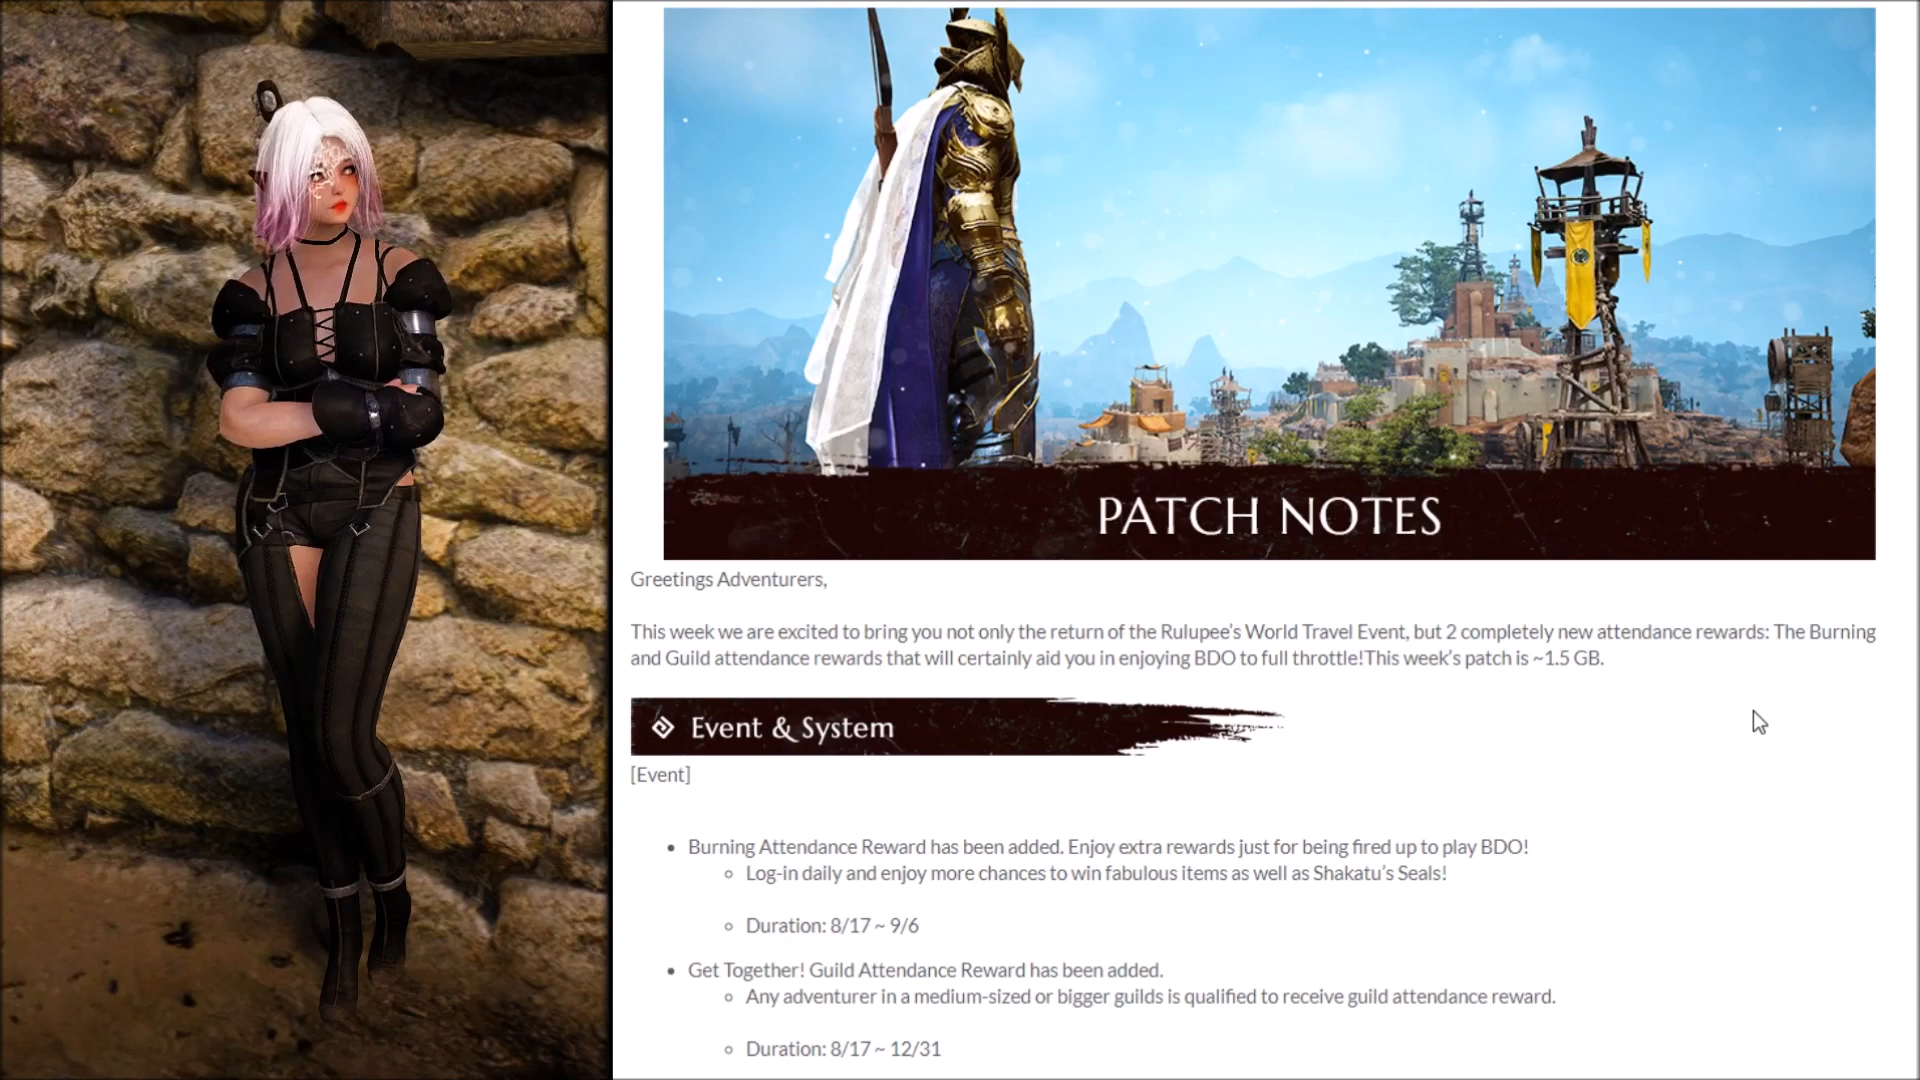 PATCH NOTES
Greetings Adventurers,
This week we are excited to bring you not only the return of the Rulupee's World Travel Event, but 2 completely new attendance rewards: The Burning
and Guild attendance rewards that will certainly aid you in enjoying BDO to full throttle!This week's patch is ~1.5 GB.
Event & System
[Event]
• Burning Attendance Reward has been added. Enjoy extra rewards just for being fired up to play BDO!
◦ Log-in daily and enjoy more chances to win fabulous items as well as Shakatu's Seals!
◦ Duration: 8/17 ~ 9/6
• Get Together! Guild Attendance Reward has been added.
◦ Any adventurer in a medium-sized or bigger guilds is qualified to receive guild attendance reward.
◦ Duration: 8/17 ~ 12/31